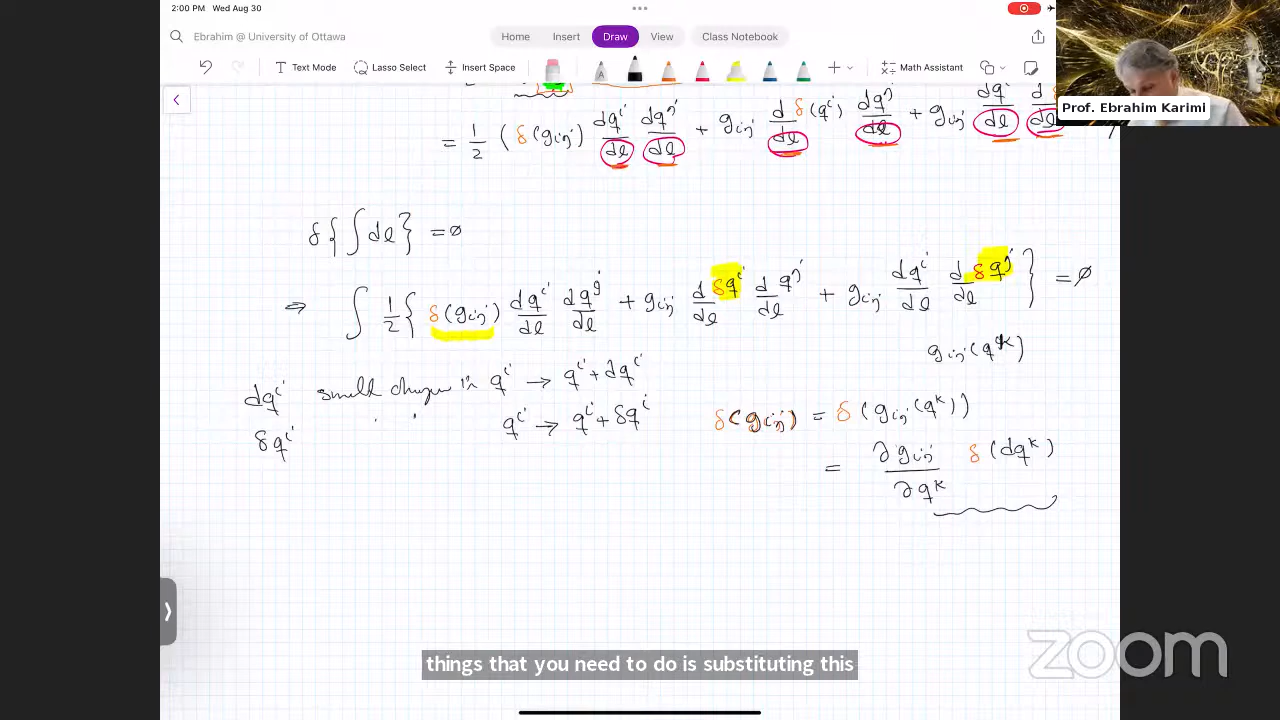 2:00 PM Wed Aug 30
Ebrahim @ University of Ottawa Home Insert Draw View Class Notebook
Text Mode Lasso Select Insert Space A Math Assistant
Prof. Ebrahim Karimi
= 1/2 (δ(g_ij) dq^i/dl dq^j/dl + g_ij d/dl δ(q^i) dq^j/dl + g_ij dq^i/dl d/dl
δ{∫dl} = ∅
⇒ ∫ 1/2 { δ(g_ij) dq^i/dl dq^j/dl + g_ij d/dl δq^i d/dl q^j + g_ij dq^i/dl d/dl δq^j } = ∅
g_ij(q^k)
dq^i small changes in q^i → q^i + dq^i
δq^i q^i → q^i + δq^i
δ(g_ij) = δ(g_ij(q^k))
= ∂g_ij/∂q^k δ(dq^k)
things that you need to do is substituting this
zoom